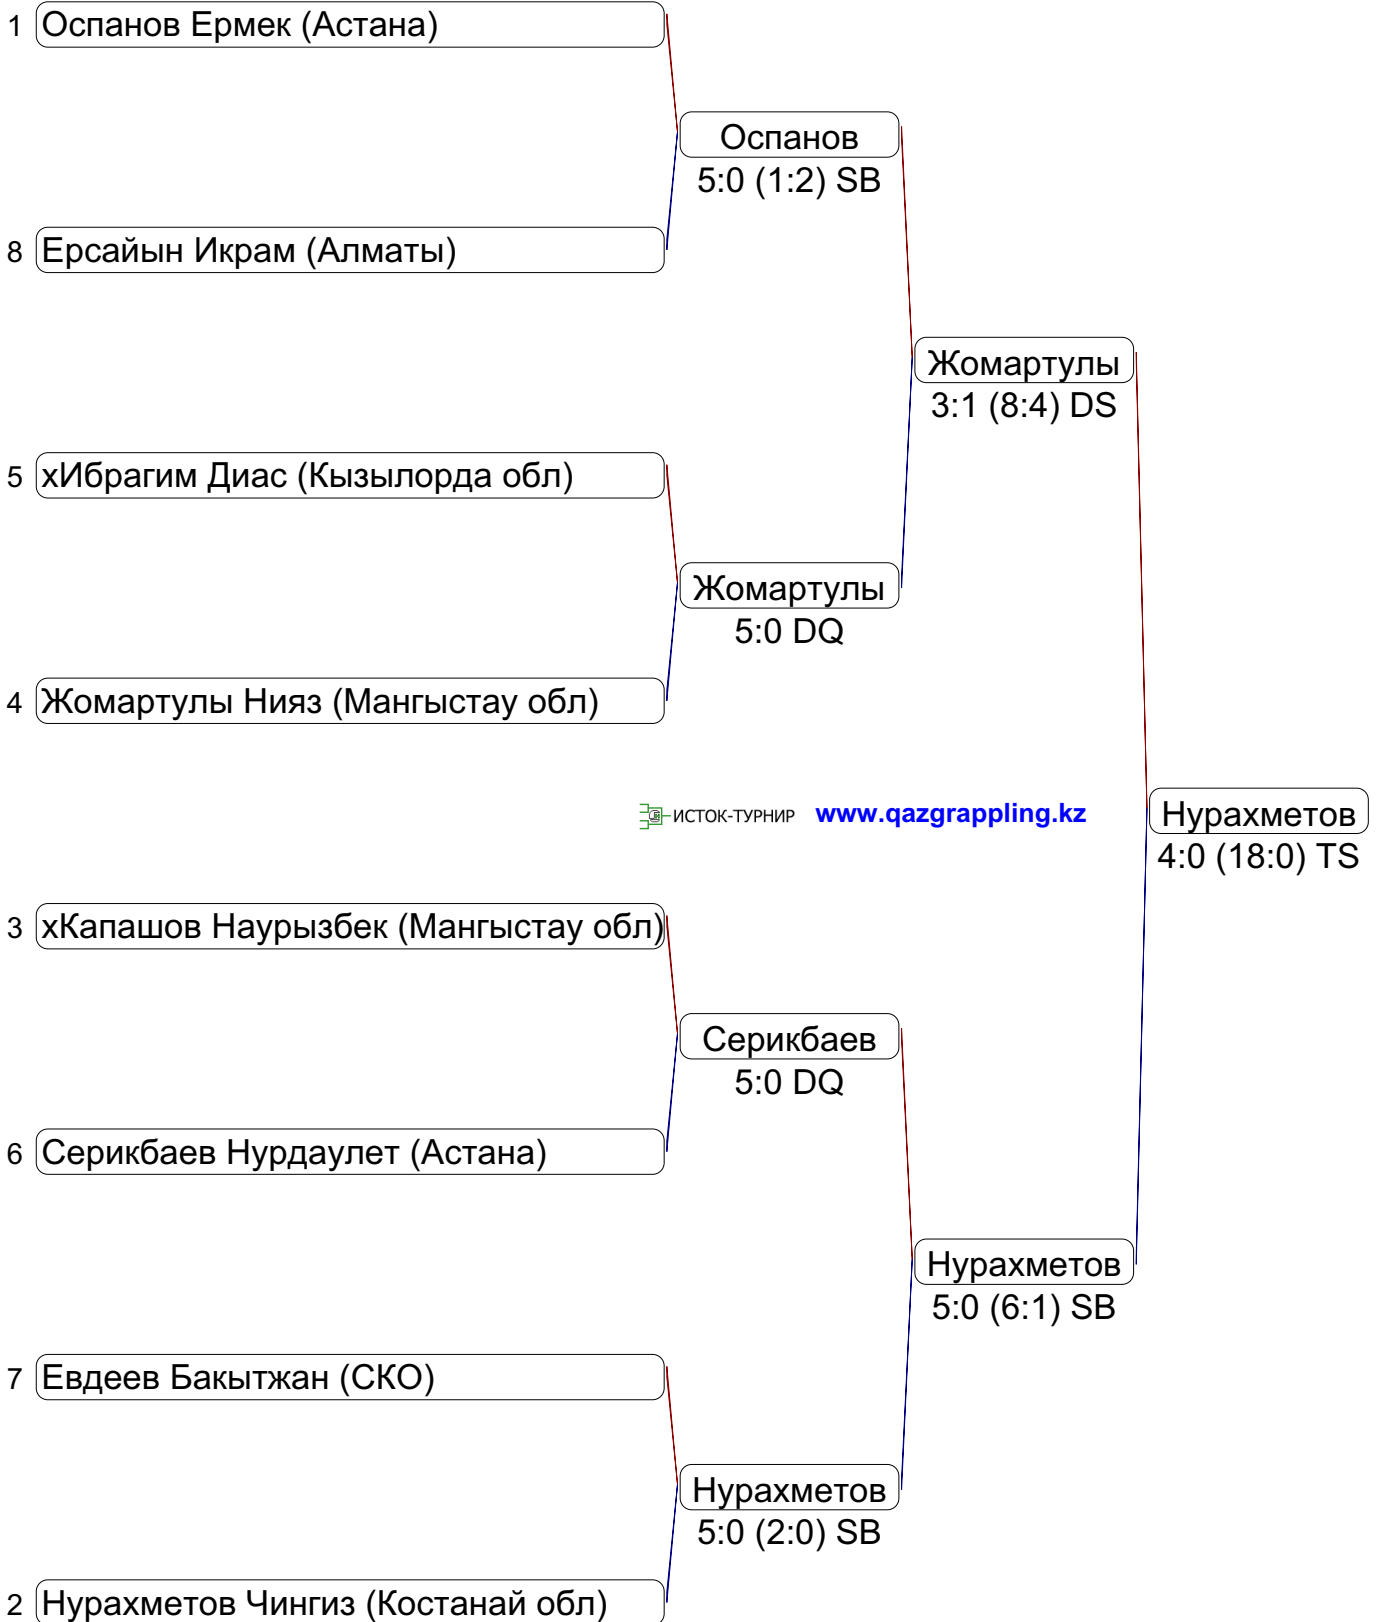 1 Оспанов Ермек (Астана)
Оспанов
5:0 (1:2) SB
8 Ерсайын Икрам (Алматы)
Жомартулы
3:1 (8:4) DS
5 хИбрагим Диас (Кызылорда обл)
Жомартулы
5:0 DQ
4 Жомартулы Нияз (Мангыстау обл)
ИСТОК-ТУРНИР www.qazgrappling.kz
Нурахметов
4:0 (18:0) TS
3 хКапашов Наурызбек (Мангыстау обл)
Серикбаев
5:0 DQ
6 Серикбаев Нурдаулет (Астана)
Нурахметов
5:0 (6:1) SB
7 Евдеев Бакытжан (СКО)
Нурахметов
5:0 (2:0) SB
2 Нурахметов Чингиз (Костанай обл)